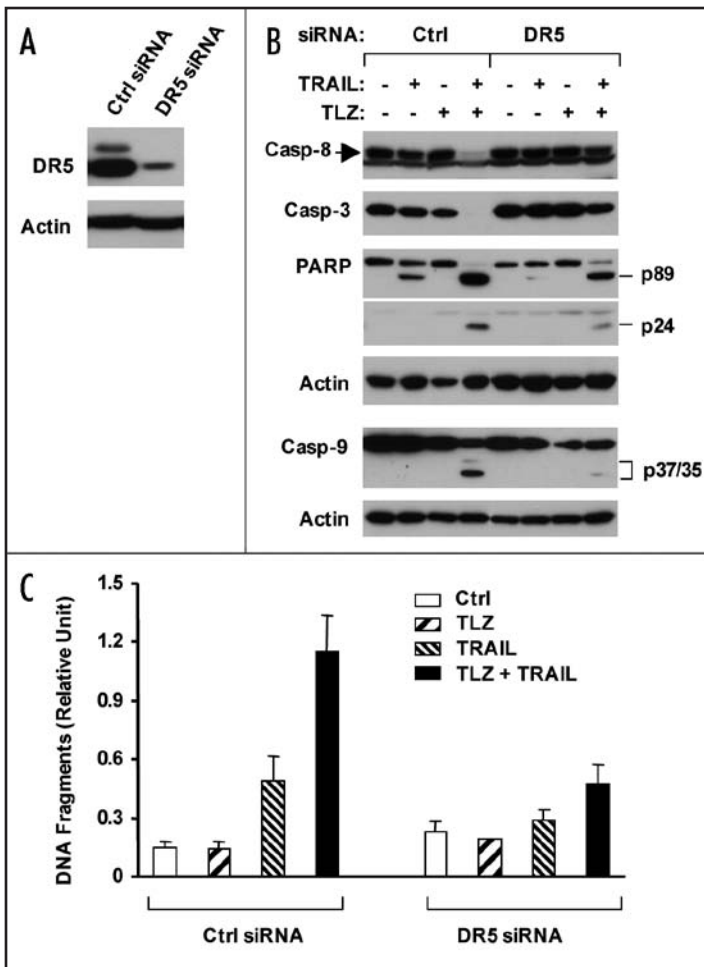 A
Ctrl siRNA
DR5 siRNA
DR5
Actin
B
siRNA: Ctrl DR5
TRAIL: - + - + - + - +
TLZ: - - + + - - + +
Casp-8
Casp-3
PARP
p89
p24
Actin
Casp-9
p37/35
Actin
C
DNA Fragments (Relative Unit)
1.5
1.2
0.9
0.6
0.3
0
Ctrl
TLZ
TRAIL
TLZ + TRAIL
Ctrl siRNA
DR5 siRNA